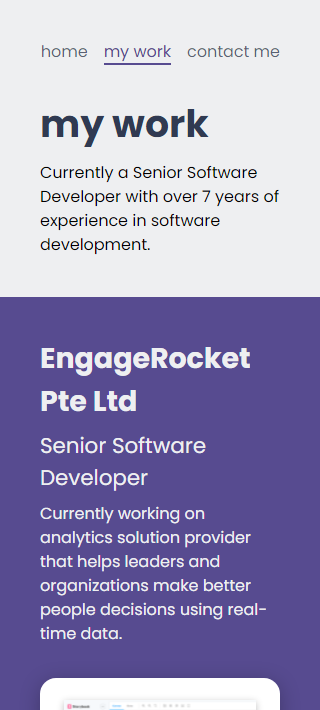 home my work contact me
my work
Currently a Senior Software
Developer with over 7 years of
experience in software
development.
EngageRocket
Pte Ltd
Senior Software
Developer
Currently working on
analytics solution provider
that helps leaders and
organizations make better
people decisions using real-
time data.